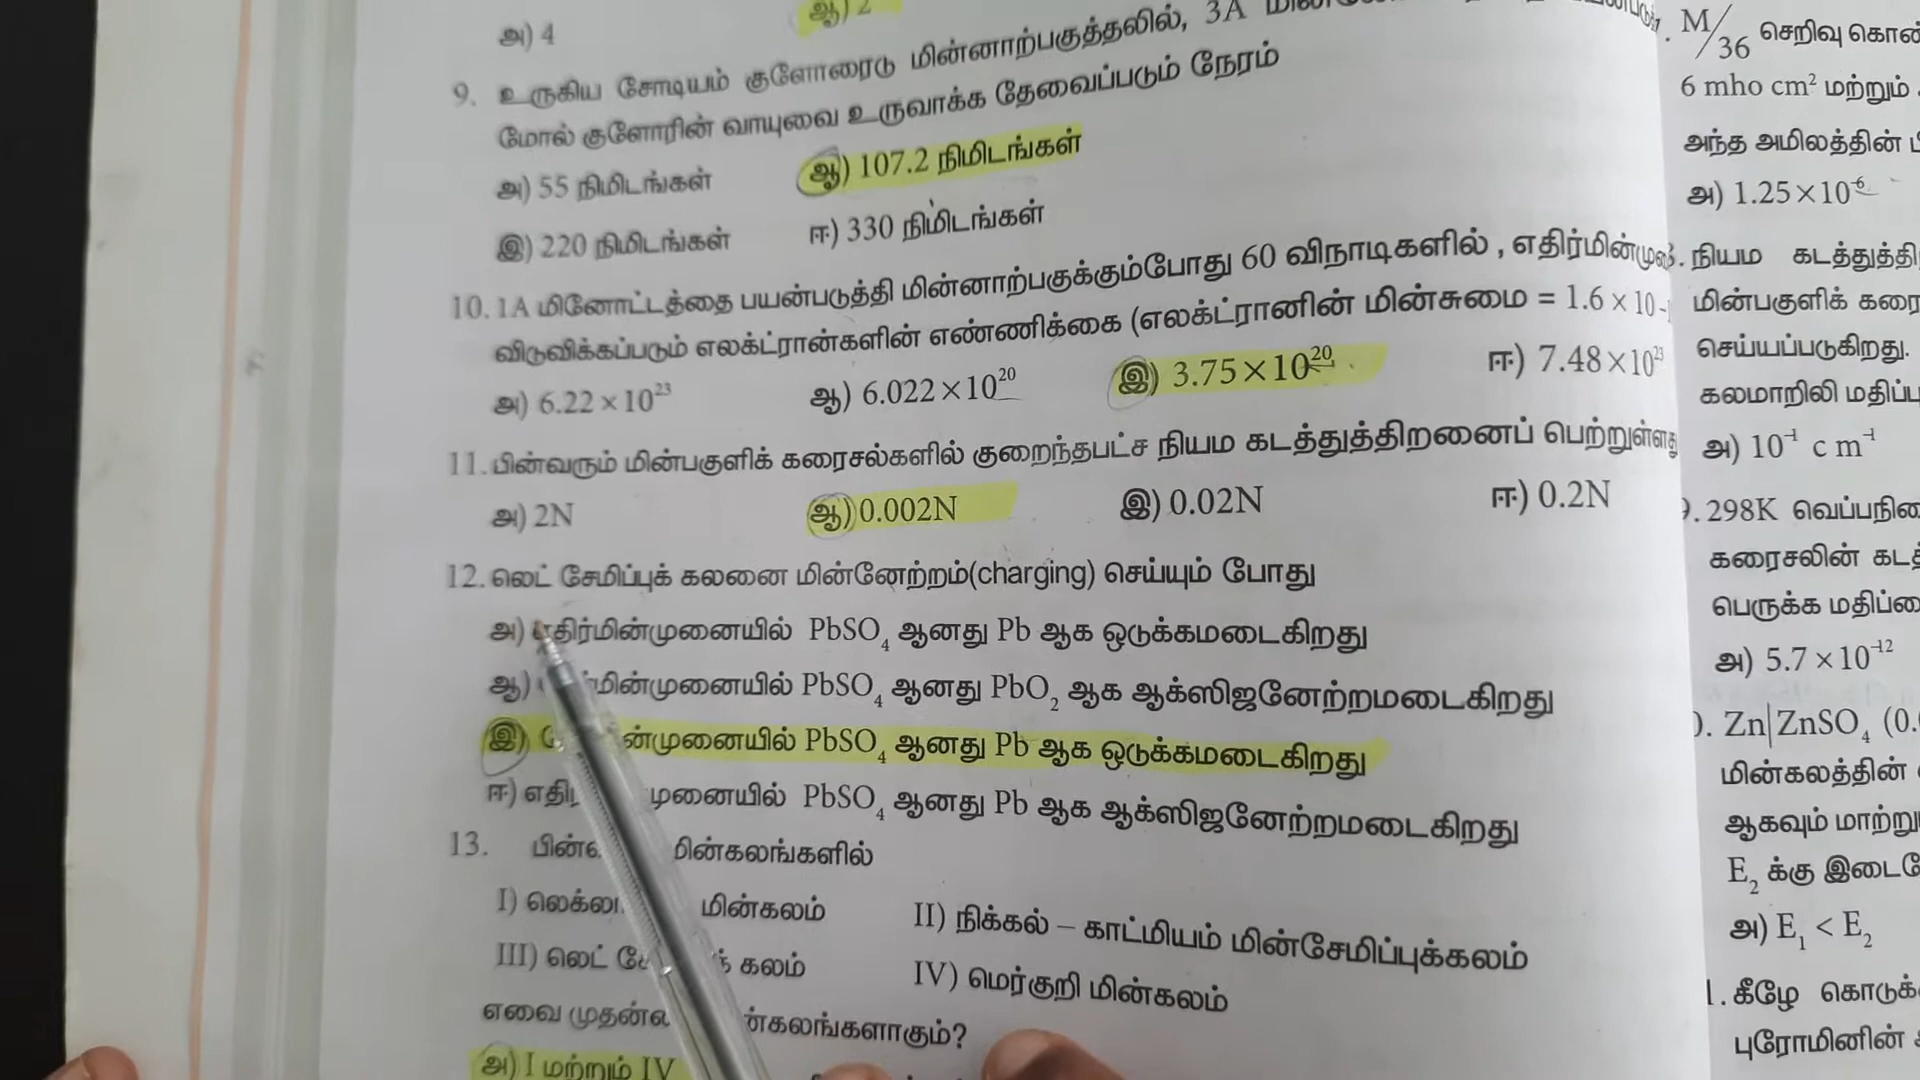 அ) 4
ஆ) 2
9. உருகிய சோடியம் குளோரைடு மின்னாற்பகுத்தலில், 3A
மோல் குளோரின் வாயுவை உருவாக்க தேவைப்படும் நேரம்
அ) 55 நிமிடங்கள்
ஆ) 107.2 நிமிடங்கள்
இ) 220 நிமிடங்கள்
ஈ) 330 நிமிடங்கள்
10. 1A மினோட்டத்தை பயன்படுத்தி மின்னாற்பகுக்கும்போது 60 விநாடிகளில் , எதிர்மின்மு
விடுவிக்கப்படும் எலக்ட்ரான்களின் எண்ணிக்கை (எலக்ட்ரானின் மின்சுமை = 1.6 × 10 -
அ) 6.22 × 10²³
ஆ) 6.022 × 10²⁰
இ) 3.75 × 10²⁰
ஈ) 7.48 × 10²³
11. பின்வரும் மின்பகுளிக் கரைசல்களில் குறைந்தபட்ச நியம கடத்துத்திறனைப் பெற்றுள்ளது
அ) 2N
ஆ) 0.002N
இ) 0.02N
ஈ) 0.2N
12. லெட் சேமிப்புக் கலனை மின்னேற்றம்(charging) செய்யும் போது
அ) எதிர்மின்முனையில் PbSO₄ ஆனது Pb ஆக ஒடுக்கமடைகிறது
ஆ) மின்முனையில் PbSO₄ ஆனது PbO₂ ஆக ஆக்ஸிஜனேற்றமடைகிறது
இ) ன்முனையில் PbSO₄ ஆனது Pb ஆக ஒடுக்கமடைகிறது
ஈ) எதி முனையில் PbSO₄ ஆனது Pb ஆக ஆக்ஸிஜனேற்றமடைகிறது
13. பின்வ மின்கலங்களில்
I) லெக்லா மின்கலம்
II) நிக்கல் – காட்மியம் மின்சேமிப்புக்கலம்
III) லெட் சே கலம்
IV) மெர்குறி மின்கலம்
எவை முதன்மை ன்கலங்களாகும்?
அ) I மற்றும் IV
M/36 செறிவு கொண்
6 mho cm² மற்றும்
அந்த அமிலத்தின்
அ) 1.25 × 10⁻⁶
நியம கடத்துத்தி
மின்பகுளிக் கரை
செய்யப்படுகிறது.
கலமாறிலி மதிப்ப
அ) 10⁻¹ c m⁻¹
9. 298K வெப்பநிலை
கரைசலின் கடத்
பெருக்க மதிப்பை
அ) 5.7 × 10⁻¹²
0. Zn|ZnSO₄ (0.
மின்கலத்தின்
ஆகவும் மாற்று
E₂ க்கு இடையே
அ) E₁ < E₂
1. கீழே கொடுக்
புரோமினின்